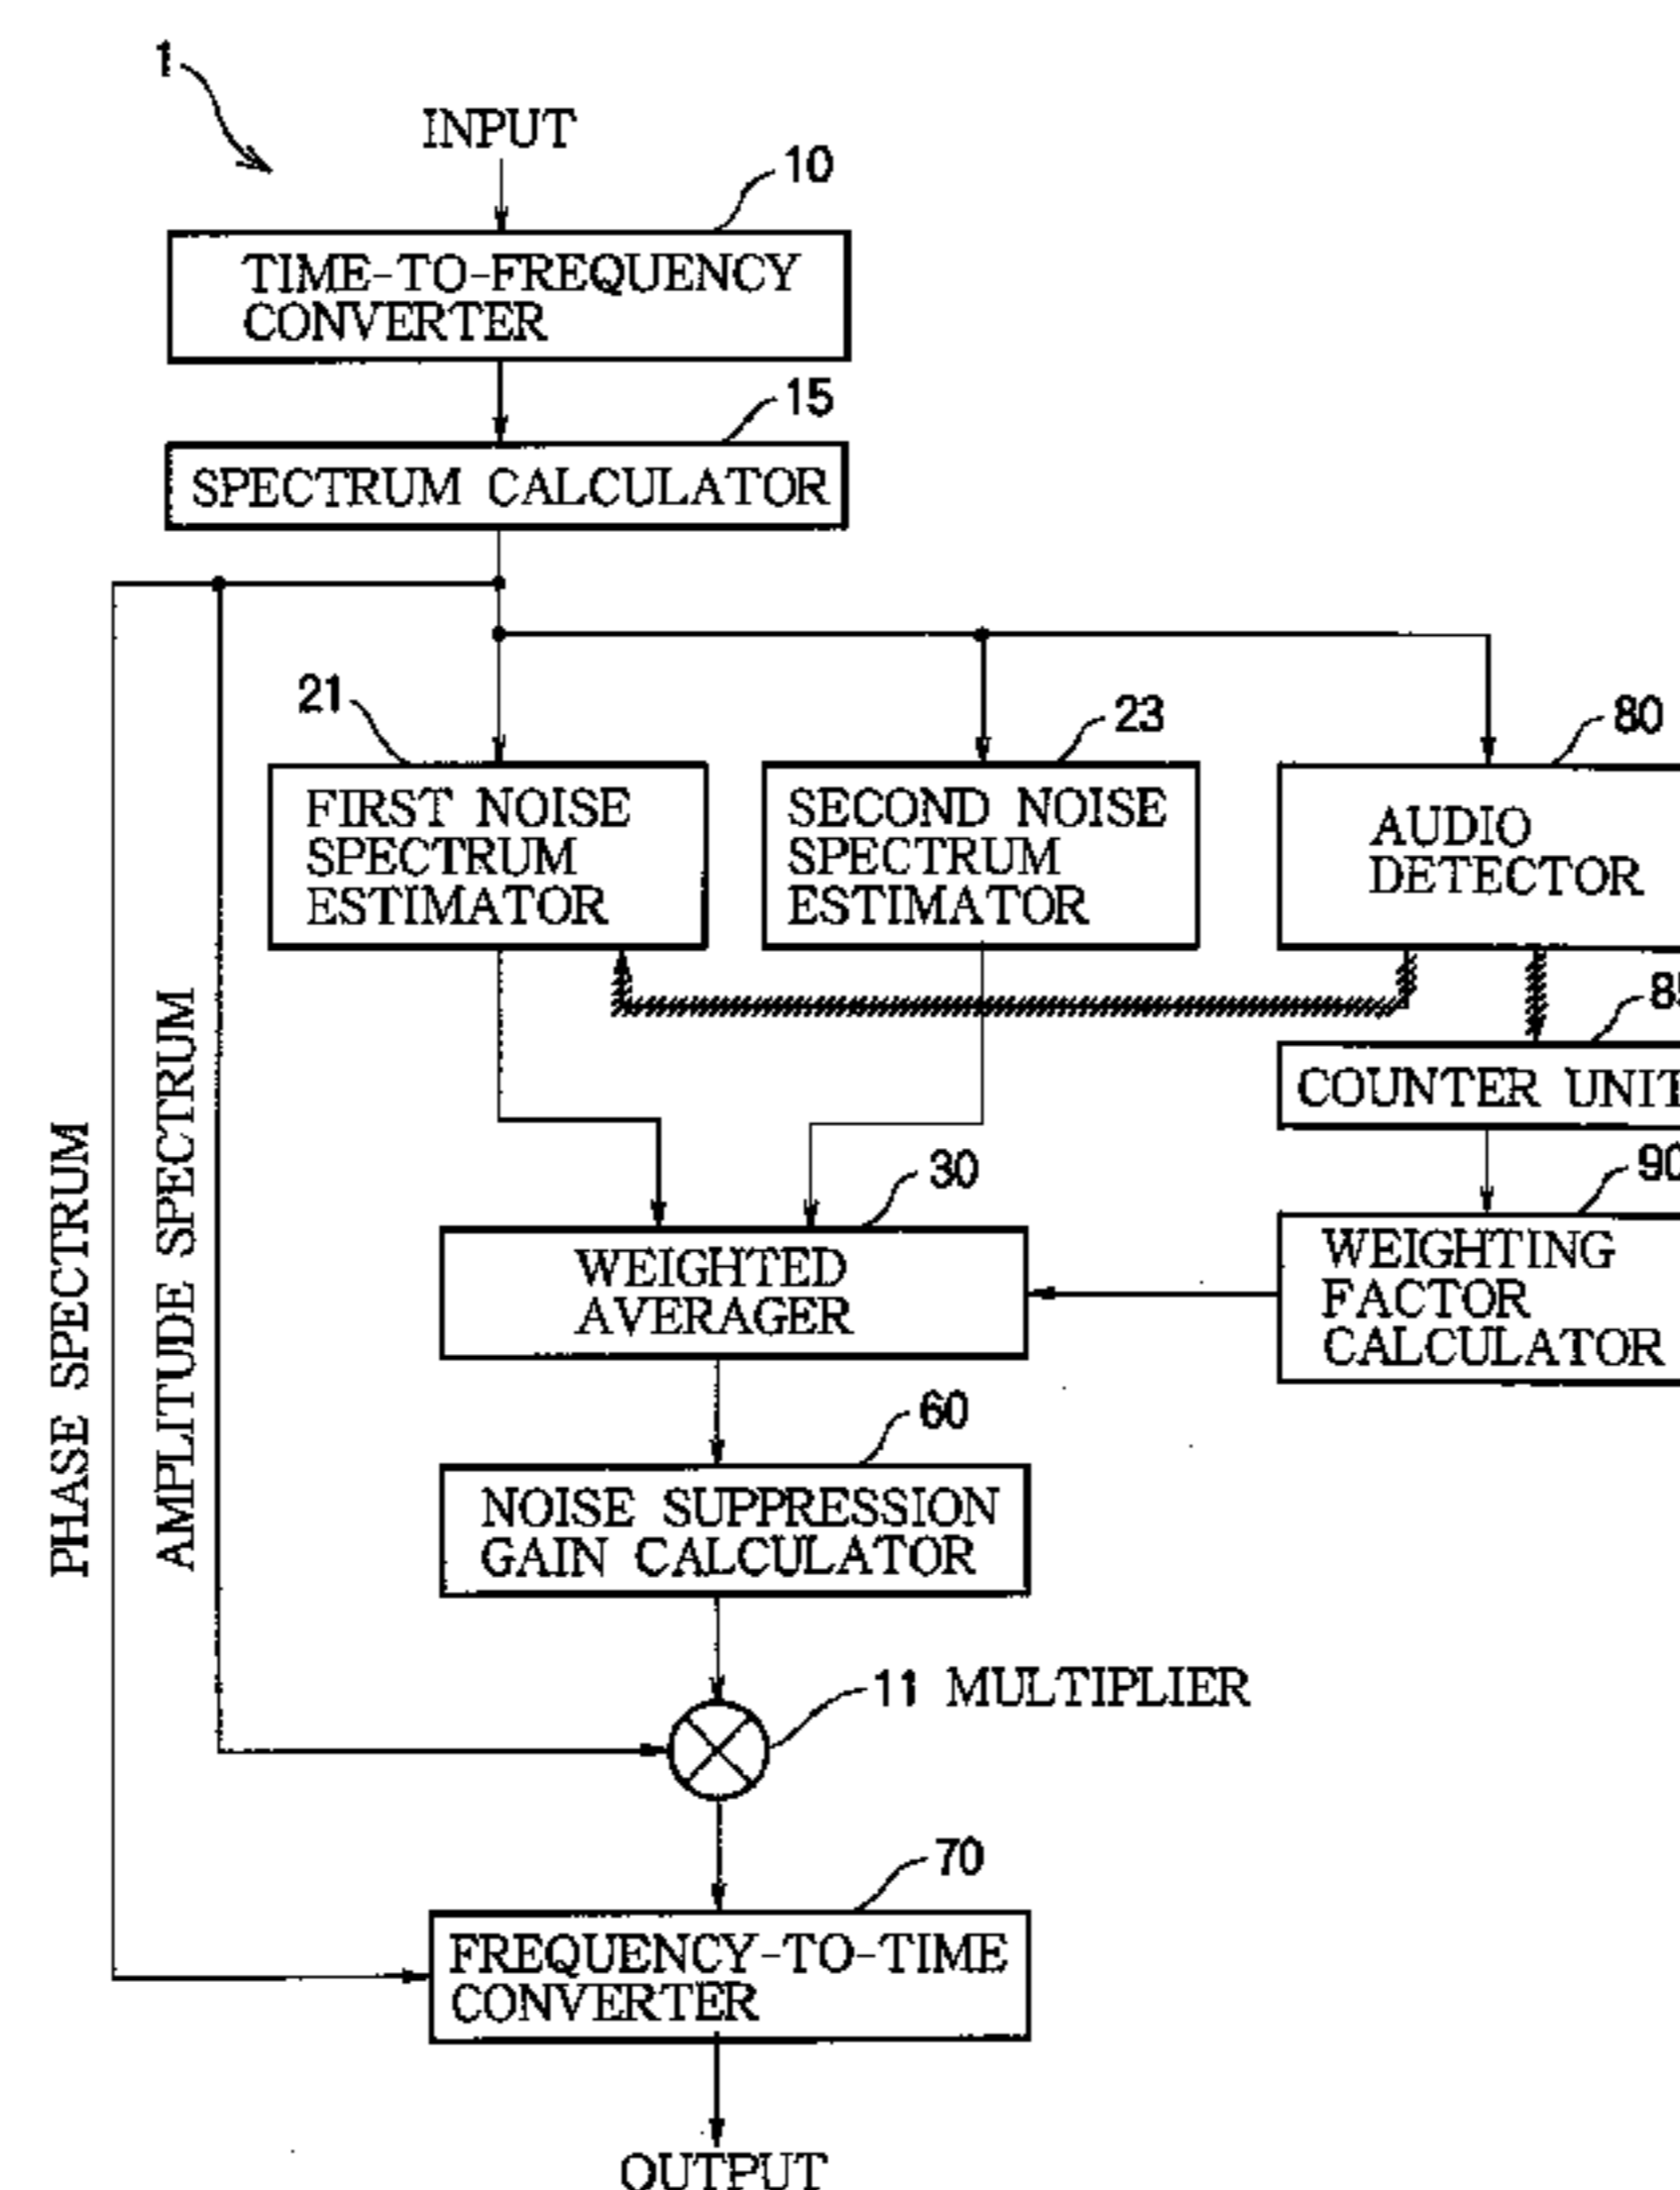 1
INPUT
10
TIME-TO-FREQUENCY
CONVERTER
15
SPECTRUM CALCULATOR
21
23
80
FIRST NOISE
SPECTRUM
ESTIMATOR
SECOND NOISE
SPECTRUM
ESTIMATOR
AUDIO
DETECTOR
COUNTER UNIT
PHASE SPECTRUM
AMPLITUDE SPECTRUM
30
90
WEIGHTED
AVERAGER
WEIGHTING
FACTOR
CALCULATOR
60
NOISE SUPPRESSION
GAIN CALCULATOR
11 MULTIPLIER
70
FREQUENCY-TO-TIME
CONVERTER
OUTPUT